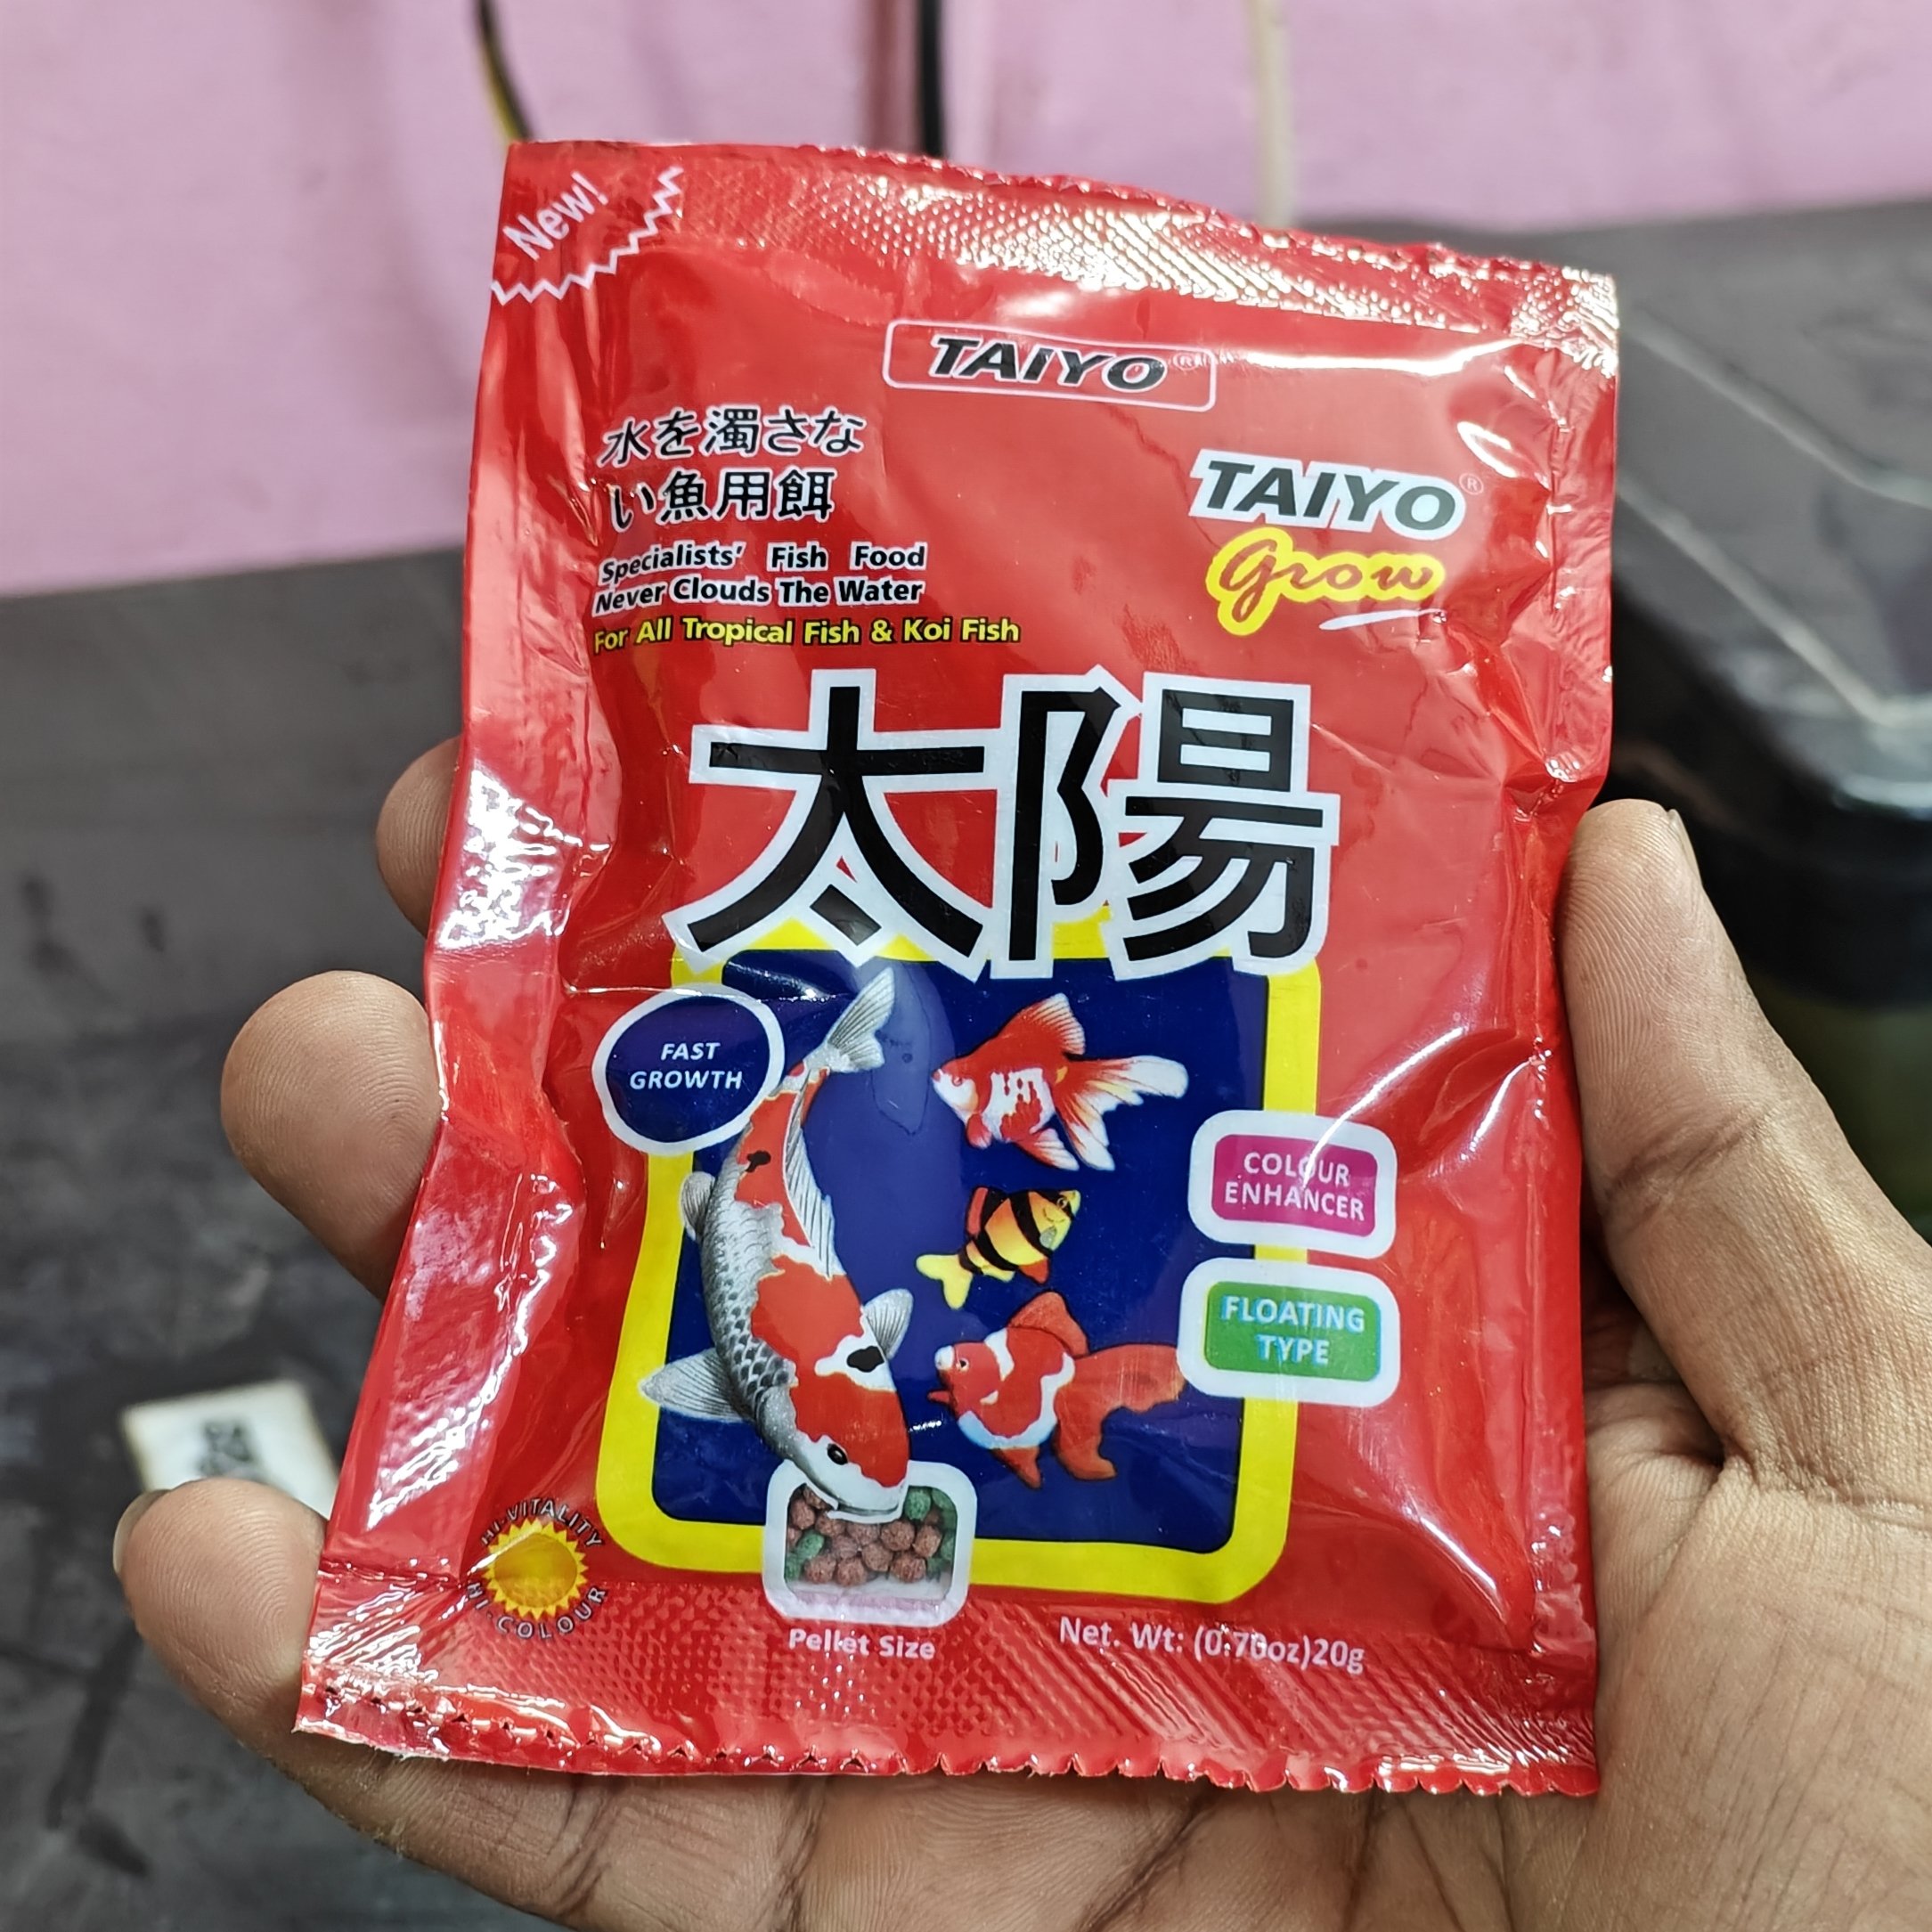 New!
TAIYO®
水を濁さな
い魚用餌
Specialists' Fish Food
Never Clouds The Water
For All Tropical Fish & Koi Fish
TAIYO®
grow
太陽
FAST
GROWTH
COLOUR
ENHANCER
FLOATING
TYPE
HI-VITALITY
HI-COLOUR
Pellet Size
Net. Wt: (0.70oz)20g